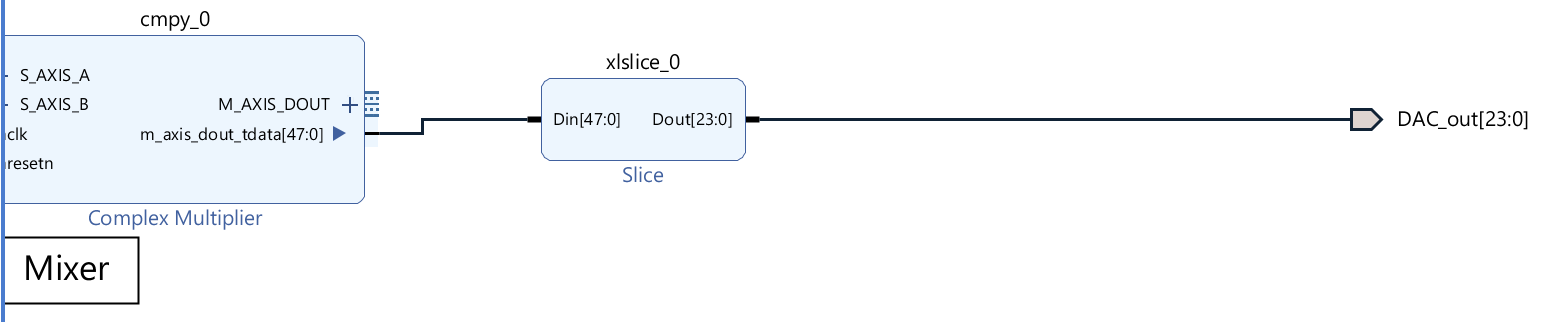 cmpy_0
S_AXIS_A
S_AXIS_B
M_AXIS_DOUT
clk
m_axis_dout_tdata[47:0]
resetn
Complex Multiplier
Mixer
xlslice_0
Din[47:0] Dout[23:0]
Slice
DAC_out[23:0]